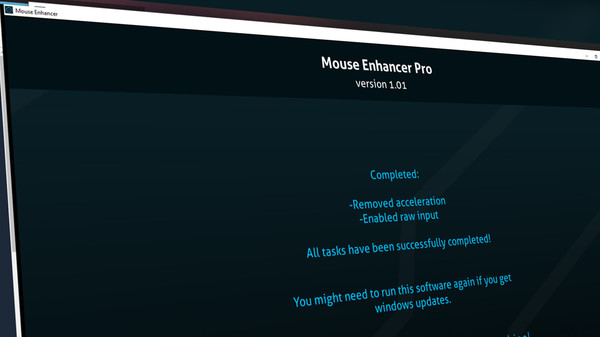 Mouse Enhancer
Mouse Enhancer Pro
version 1.01
Completed:
-Removed acceleration
-Enabled raw input
All tasks have been successfully completed!
You might need to run this software again if you get
windows updates.